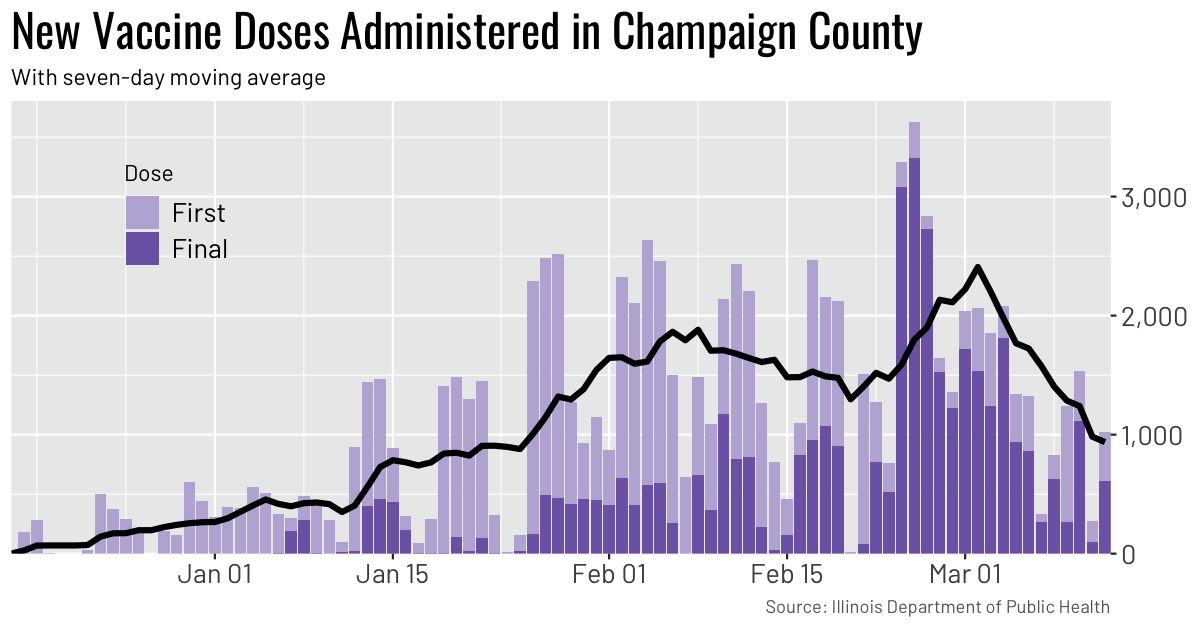 New Vaccine Doses Administered in Champaign County
With seven-day moving average
Dose
First
Final
3,000
2,000
1,000
0
Jan 01 Jan 15 Feb 01 Feb 15 Mar 01
Source: Illinois Department of Public Health